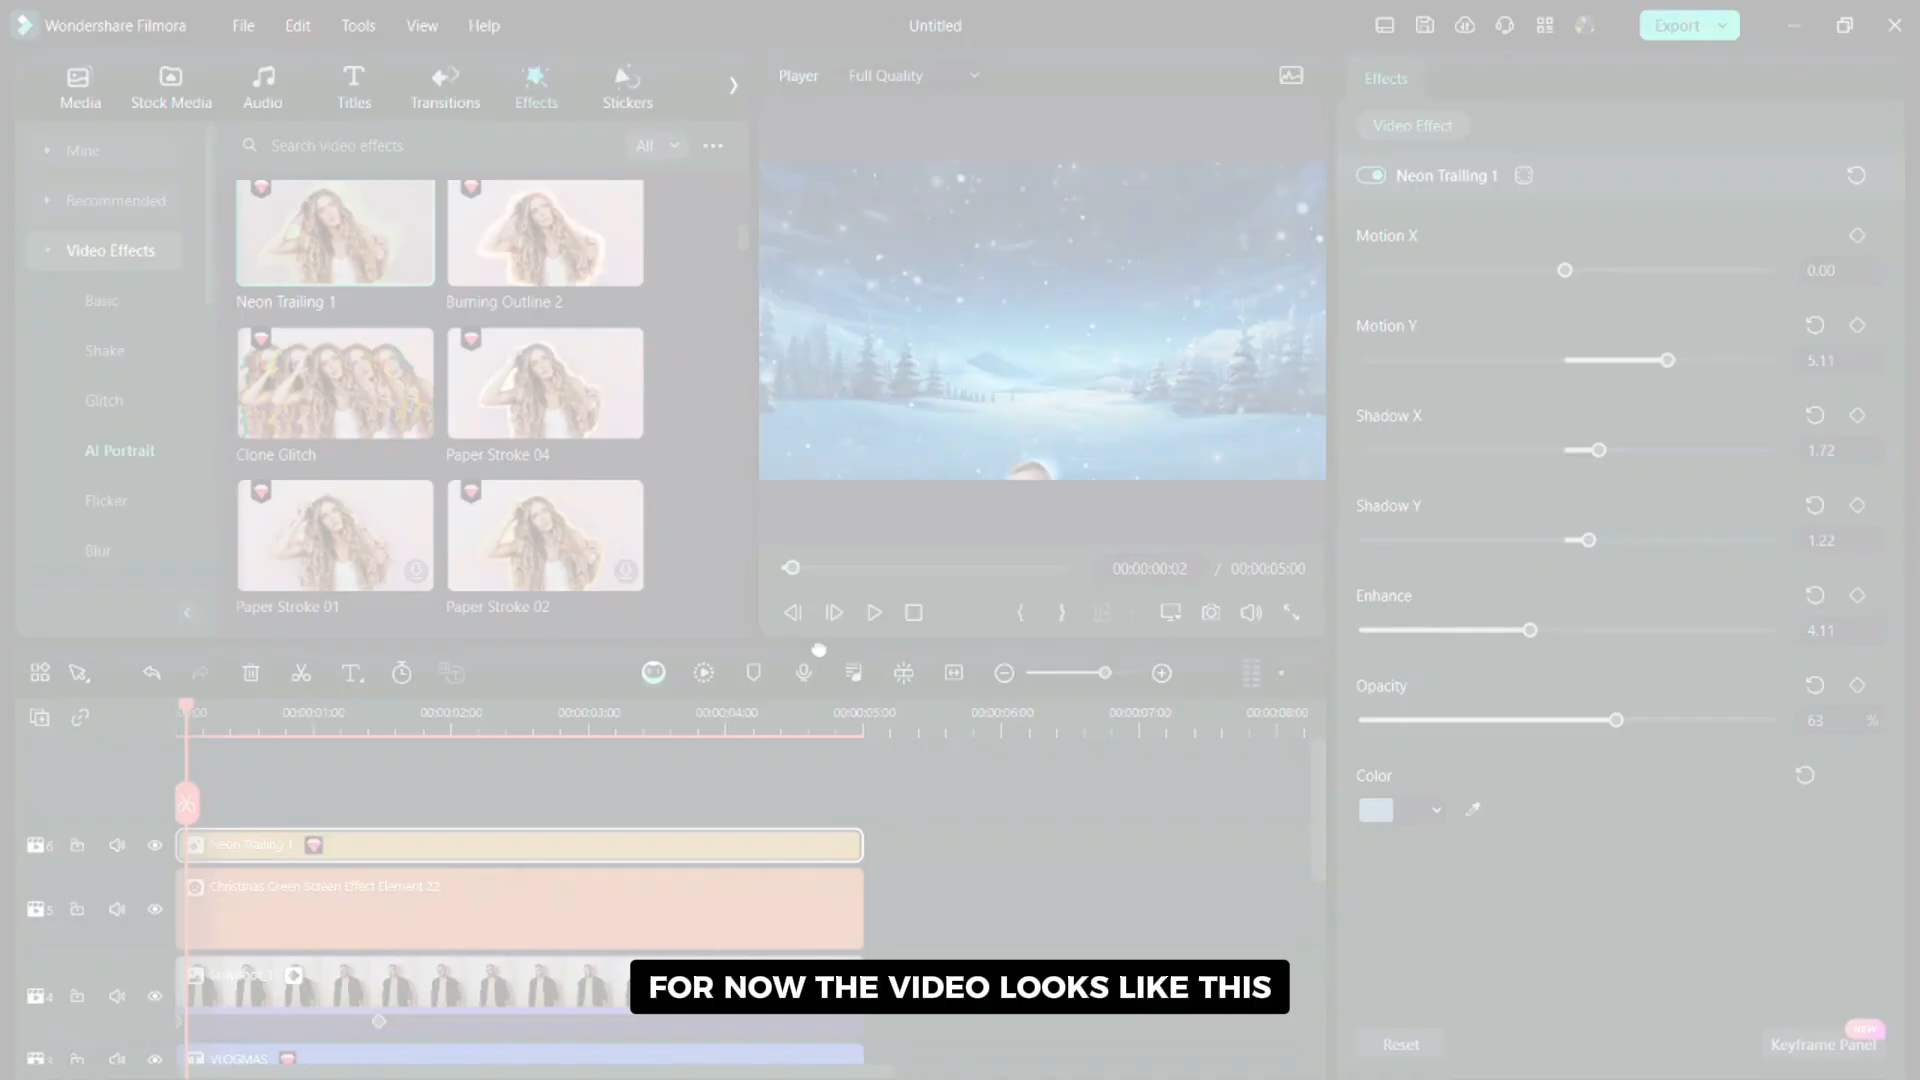 Wondershare Filmora
File
Edit
Tools
View
Help
Untitled
Export
Media
Stock Media
Audio
Titles
Transitions
Effects
Stickers
Player
Full Quality
Effects
Video Effect
Mine
Search video effects
All
Neon Trailing 1
Recommended
Video Effects
Basic
Shake
Glitch
AI Portrait
Flicker
Blur
Neon Trailing 1
Burning Outline 2
Clone Glitch
Paper Stroke 04
Paper Stroke 01
Paper Stroke 02
00:00:00:02 / 00:00:05:00
Motion X
0.00
Motion Y
5.11
Shadow X
1.72
Shadow Y
1.22
Enhance
4.11
Opacity
63 %
Color
00:00:01:00
00:00:02:00
00:00:03:00
00:00:04:00
00:00:05:00
00:00:06:00
00:00:07:00
00:00:08:00
6
Neon Trailing 1
5
Christmas Green Screen Effect Element 22
4
VLOGMAS
FOR NOW THE VIDEO LOOKS LIKE THIS
Reset
NEW
Keyframe Panel